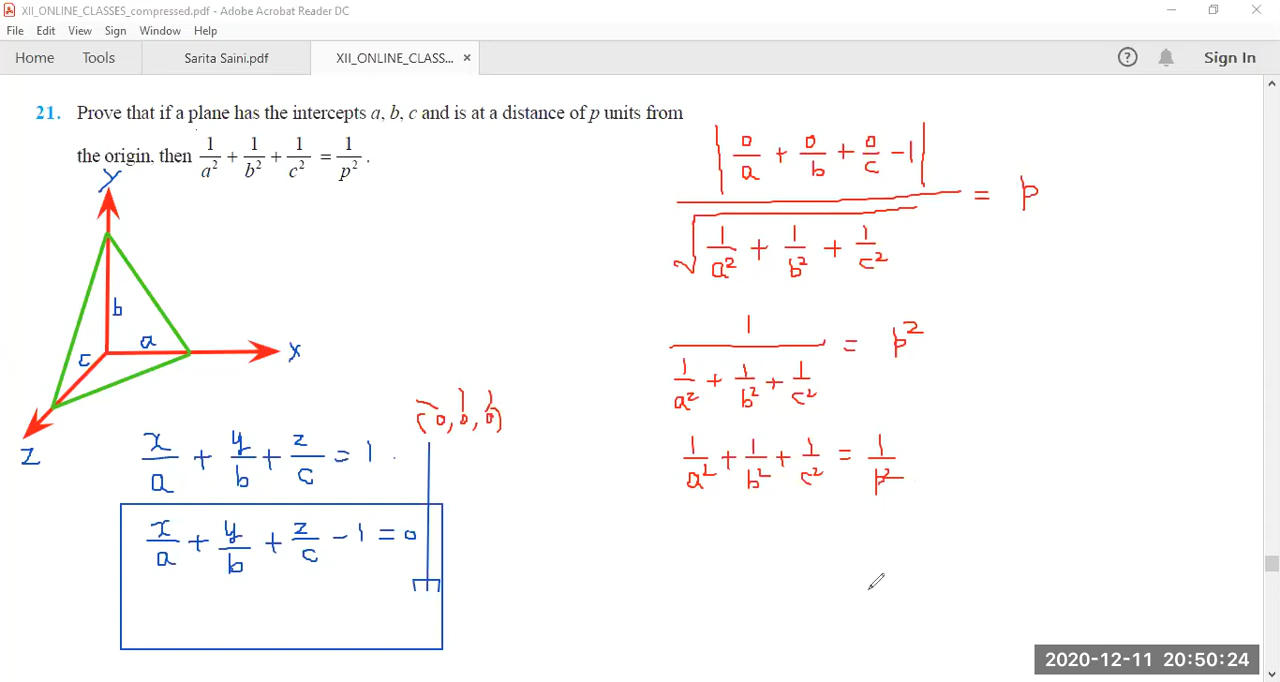 XII_ONLINE_CLASSES_compressed.pdf - Adobe Acrobat Reader DC
File Edit View Sign Window Help
Home Tools Sarita Saini.pdf XII_ONLINE_CLASS... × Sign In
21. Prove that if a plane has the intercepts a, b, c and is at a distance of p units from
the origin, then 1/a² + 1/b² + 1/c² = 1/p².
Y
b
a
c
X
Z
x/a + y/b + z/c = 1
x/a + y/b + z/c - 1 = 0
(0, 0, 0)
|0/a + 0/b + 0/c - 1| / √(1/a² + 1/b² + 1/c²) = p
1 / (1/a² + 1/b² + 1/c²) = p²
1/a² + 1/b² + 1/c² = 1/p²
2020-12-11 20:50:24